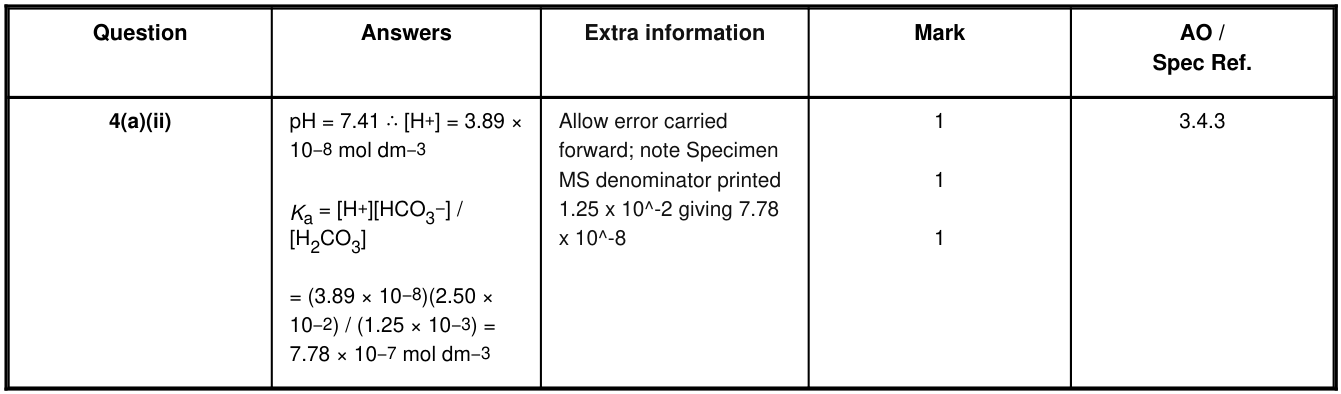 Question Answers Extra information Mark AO /
Spec Ref.
4(a)(ii)
pH = 7.41 ∴ [H+] = 3.89 ×
10−8 mol dm−3
Ka = [H+][HCO3−] /
[H2CO3]
= (3.89 × 10−8)(2.50 ×
10−2) / (1.25 × 10−3) =
7.78 × 10−7 mol dm−3
Allow error carried
forward; note Specimen
MS denominator printed
1.25 x 10^-2 giving 7.78
x 10^-8
1
1
1
3.4.3